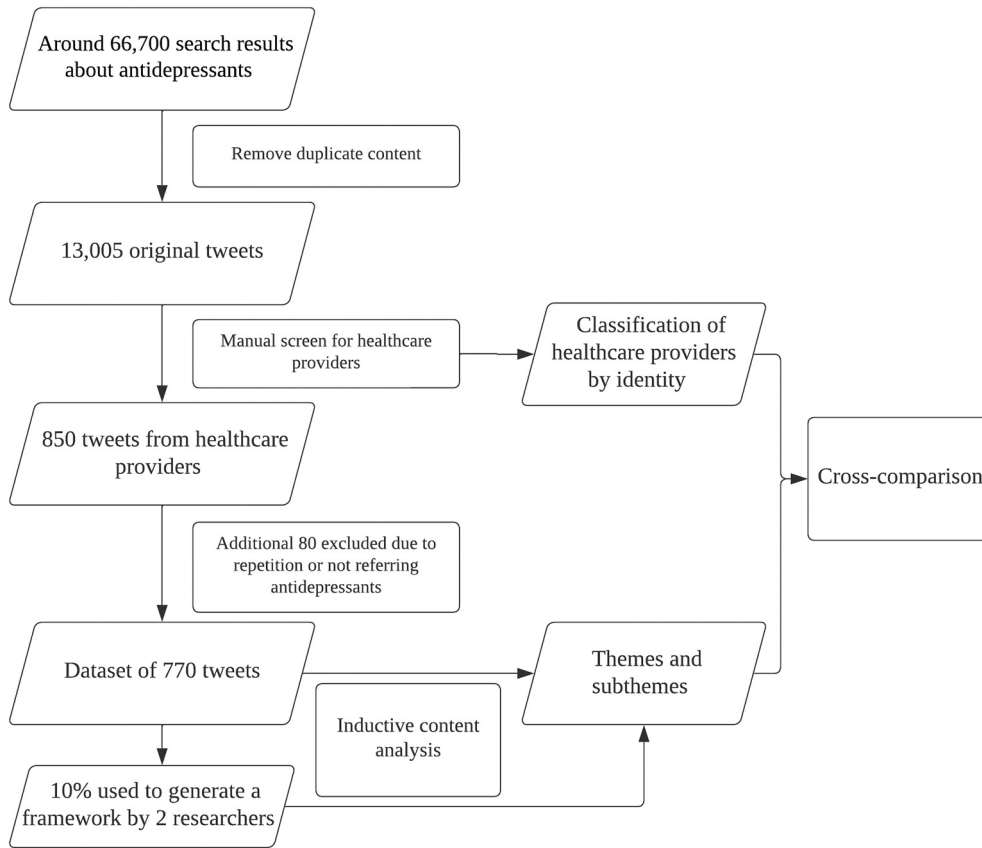 Around 66,700 search results
about antidepressants
Remove duplicate content
13,005 original tweets
Manual screen for healthcare
providers
Classification of
healthcare providers
by identity
850 tweets from healthcare
providers
Cross-comparison
Additional 80 excluded due to
repetition or not referring
antidepressants
Dataset of 770 tweets
Themes and
subthemes
Inductive content
analysis
10% used to generate a
framework by 2 researchers